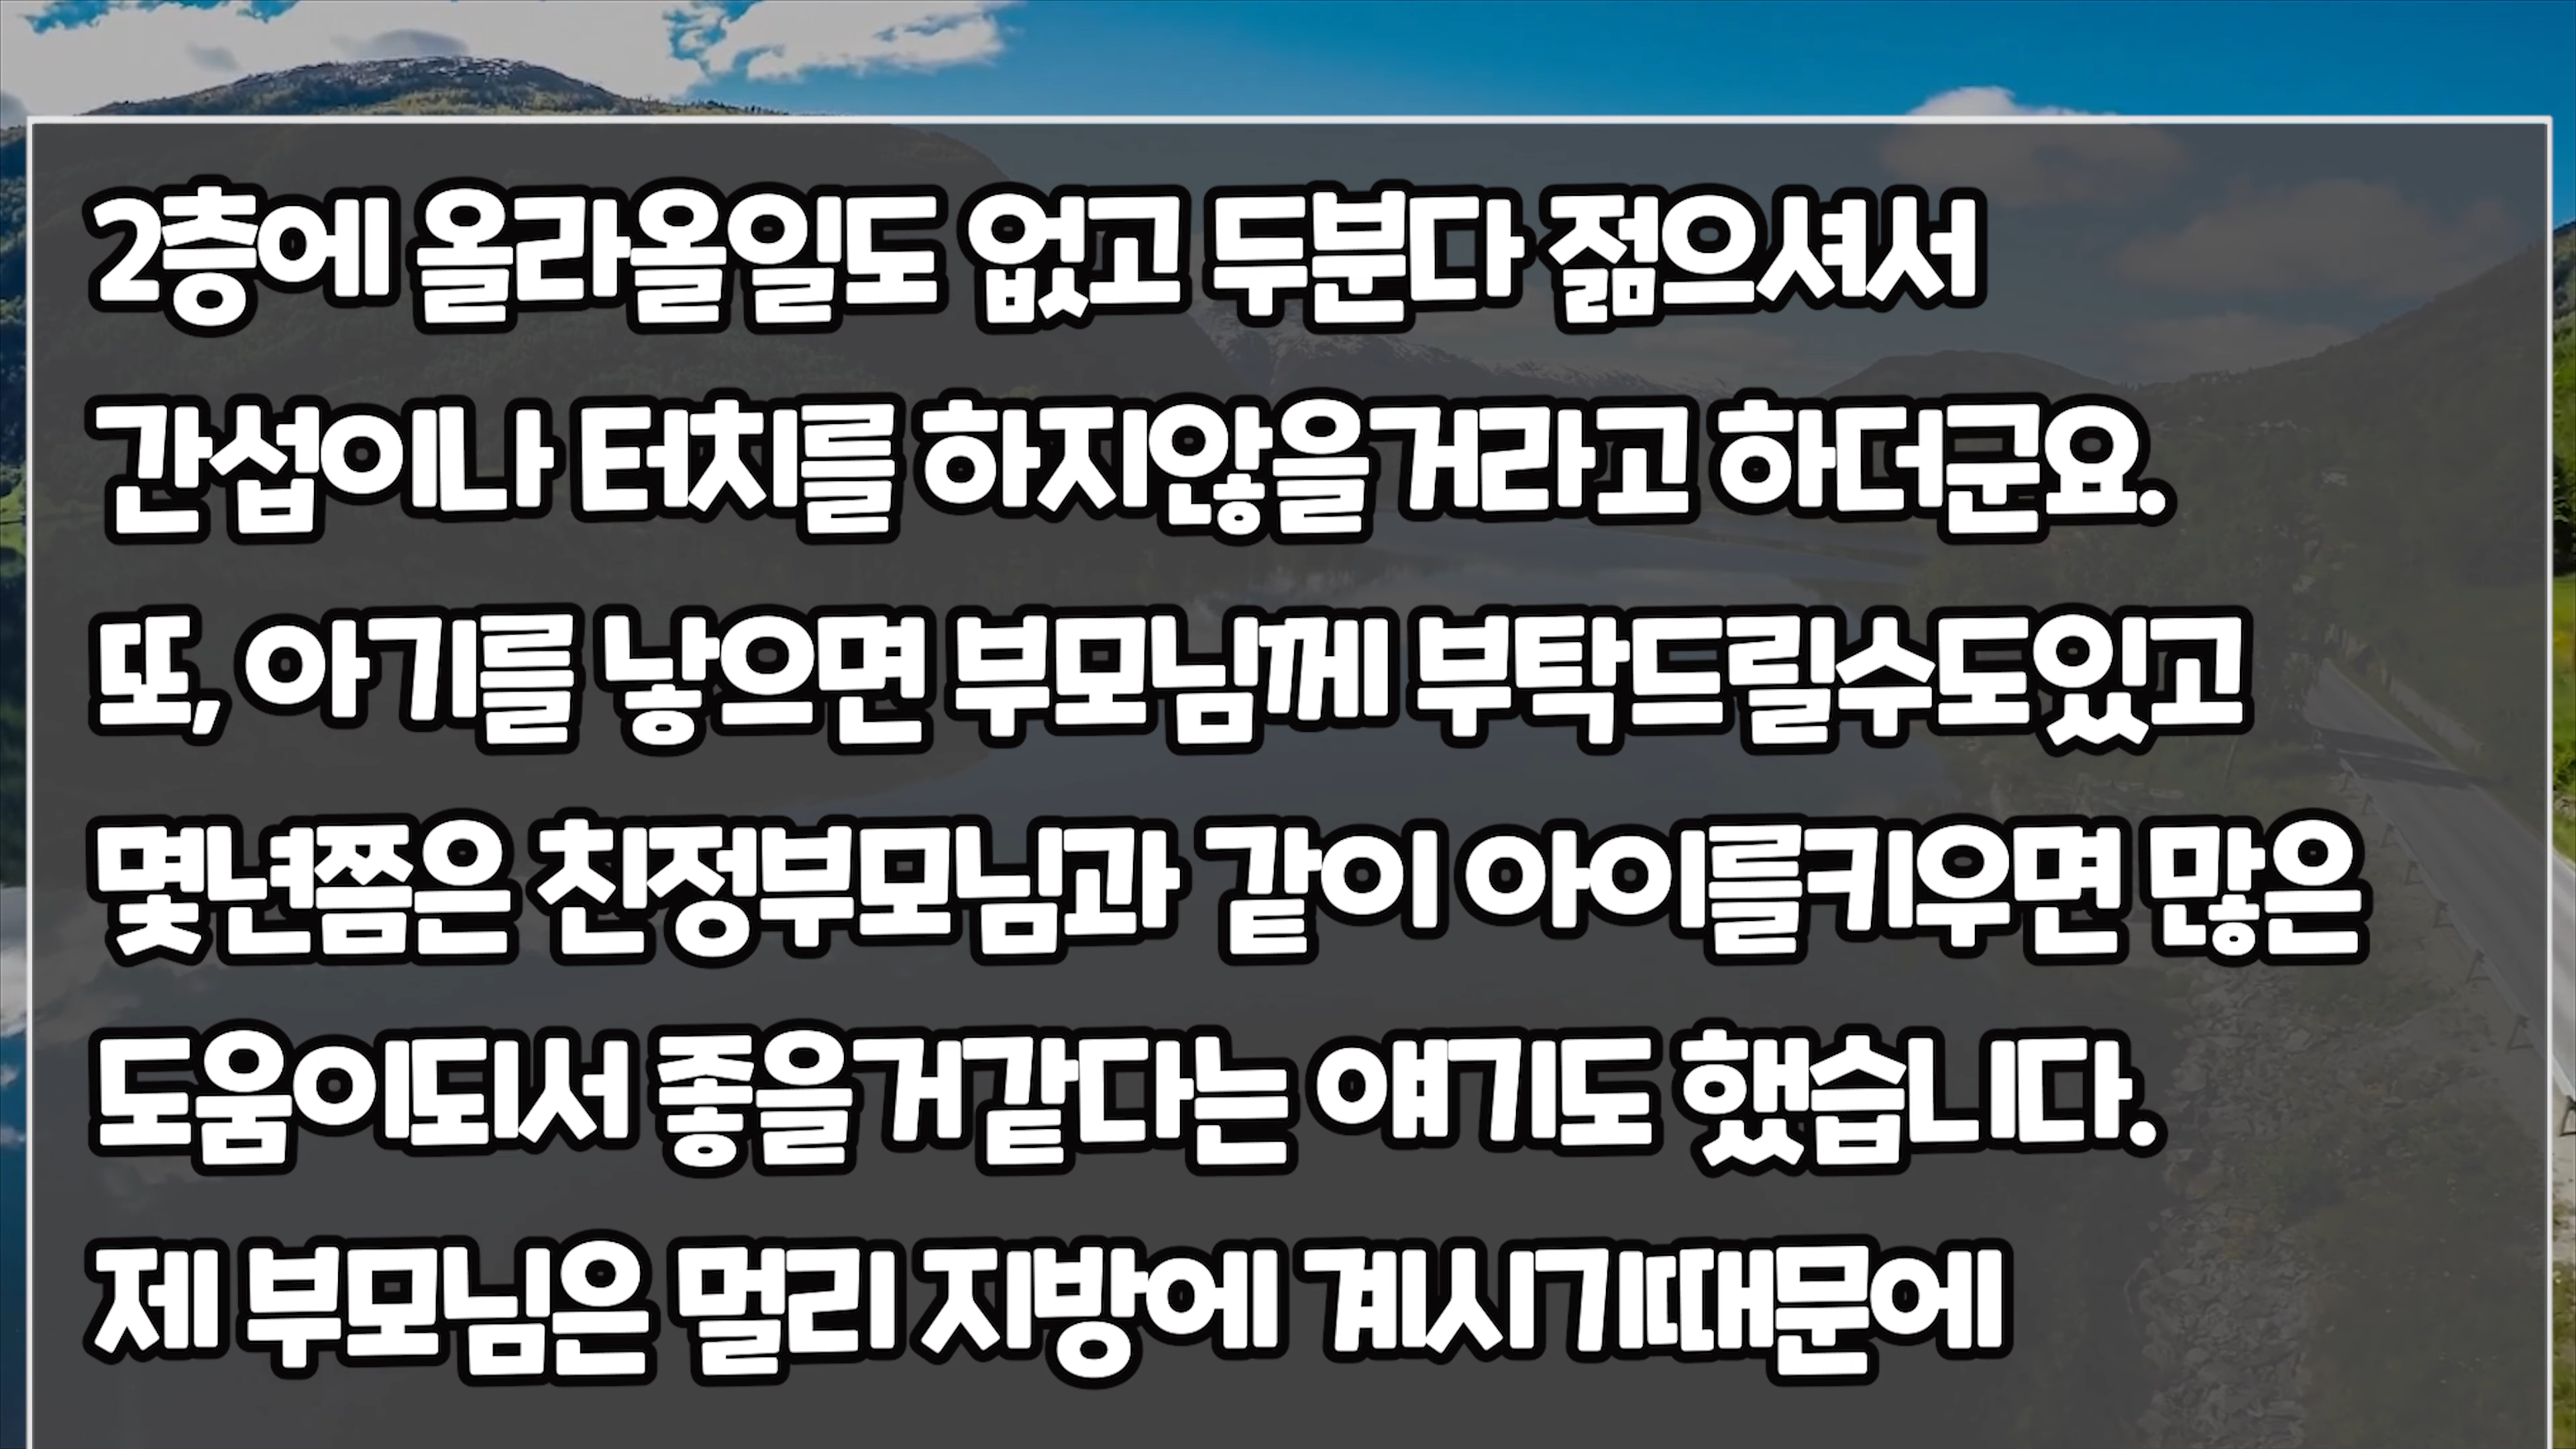 2층에 올라올일도 없고 두분다 젊으셔서
간섭이나 터치를 하지않을거라고 하더군요.
또, 아기를 낳으면 부모님께 부탁드릴수도있고
몇년쯤은 친정부모님과 같이 아이를키우면 많은
도움이되서 좋을거같다는 얘기도 했습니다.
제 부모님은 멀리 지방에 계시기때문에